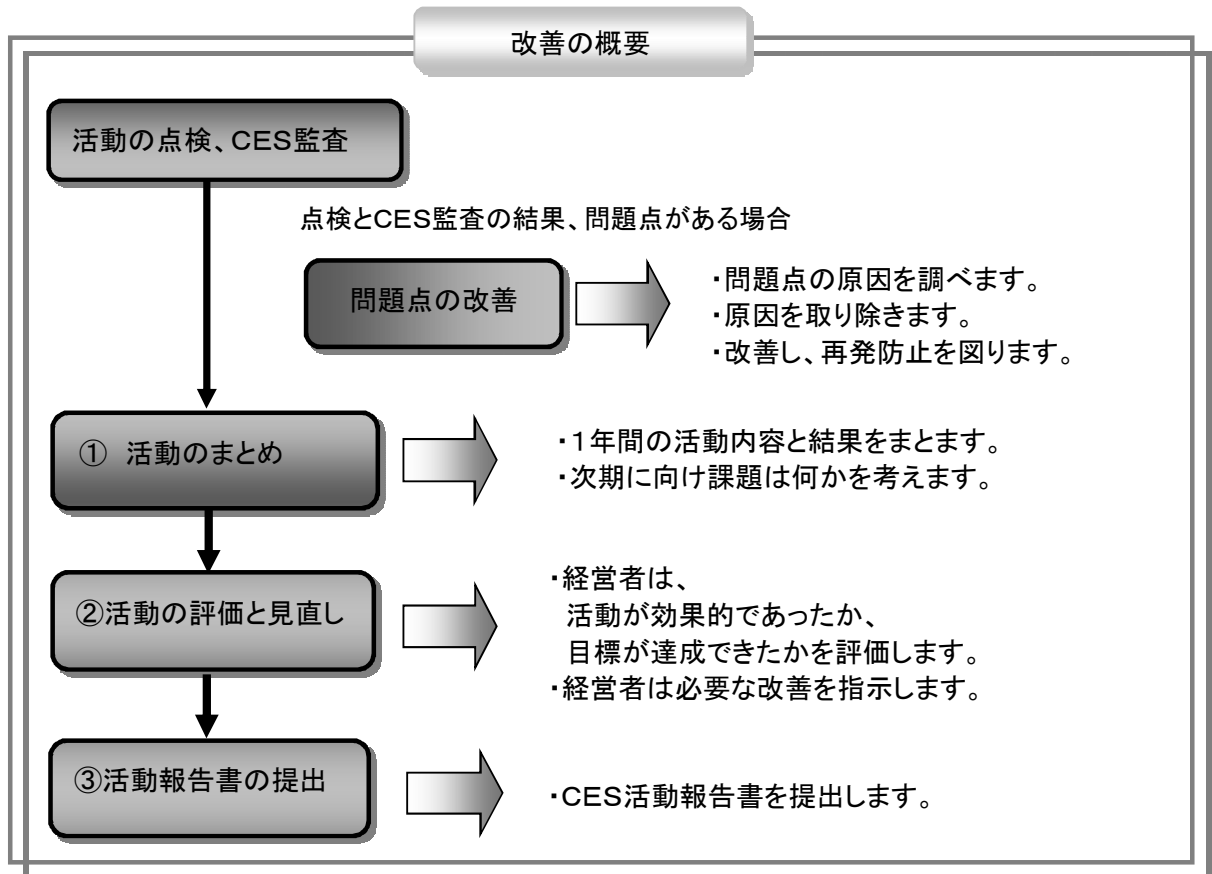 改善の概要
活動の点検、CES監査
点検とCES監査の結果、問題点がある場合
問題点の改善
・問題点の原因を調べます。
・原因を取り除きます。
・改善し、再発防止を図ります。
① 活動のまとめ
・１年間の活動内容と結果をまとます。
・次期に向け課題は何かを考えます。
②活動の評価と見直し
・経営者は、
活動が効果的であったか、
目標が達成できたかを評価します。
・経営者は必要な改善を指示します。
③活動報告書の提出
・CES活動報告書を提出します。